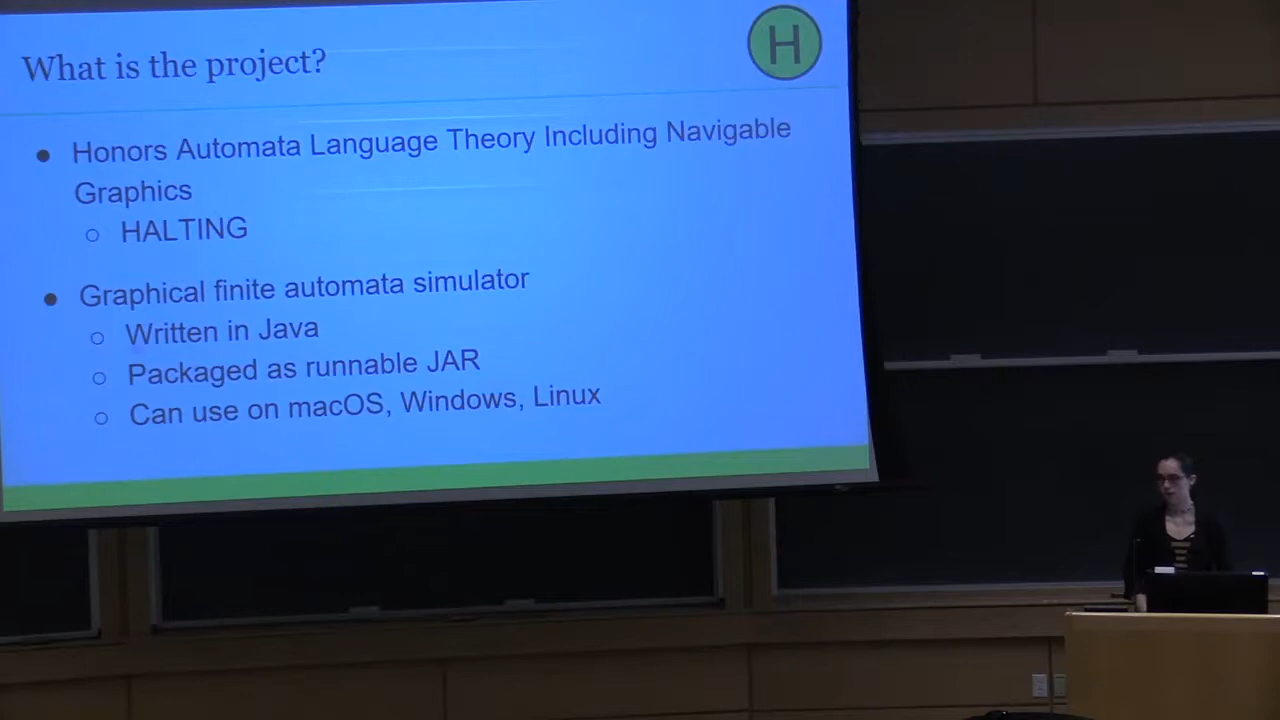 What is the project?
H
Honors Automata Language Theory Including Navigable
Graphics
HALTING
Graphical finite automata simulator
Written in Java
Packaged as runnable JAR
Can use on macOS, Windows, Linux